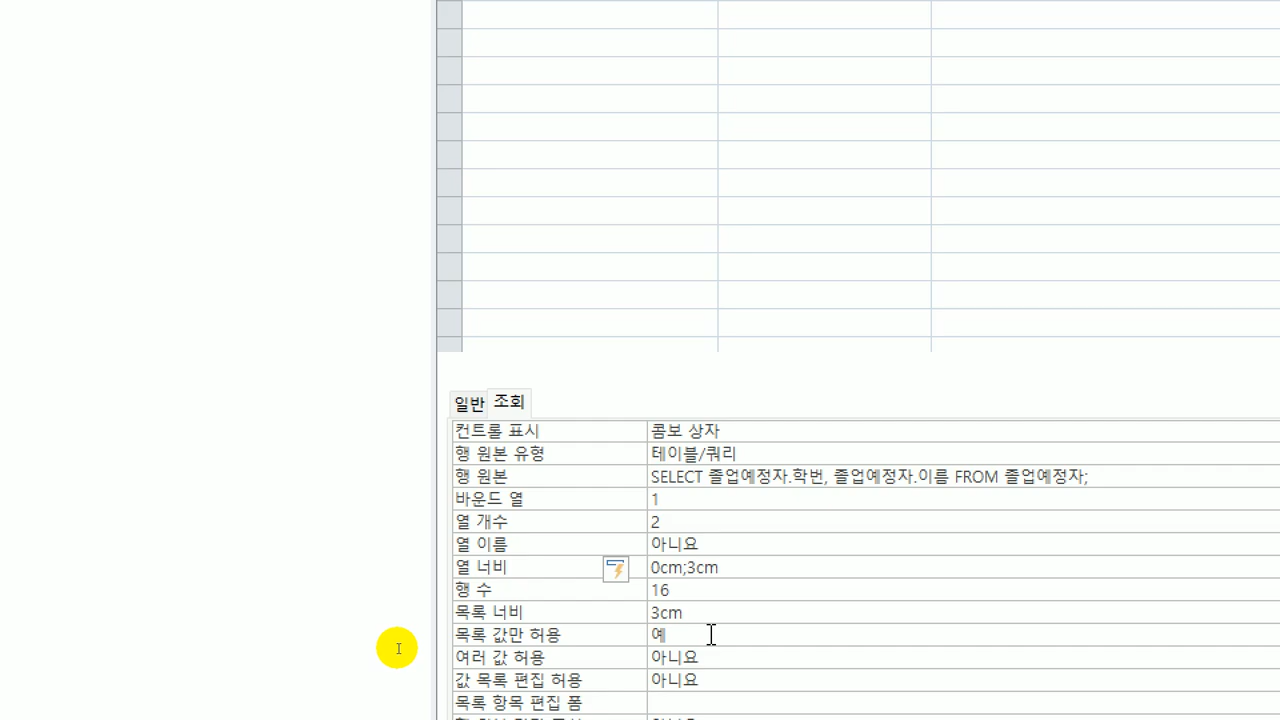 일반 조회
컨트롤 표시 콤보 상자
행 원본 유형 테이블/쿼리
행 원본 SELECT 졸업예정자.학번, 졸업예정자.이름 FROM 졸업예정자;
바운드 열 1
열 개수 2
열 이름 아니요
열 너비 0cm;3cm
행 수 16
목록 너비 3cm
목록 값만 허용 예
여러 값 허용 아니요
값 목록 편집 허용 아니요
목록 항목 편집 폼